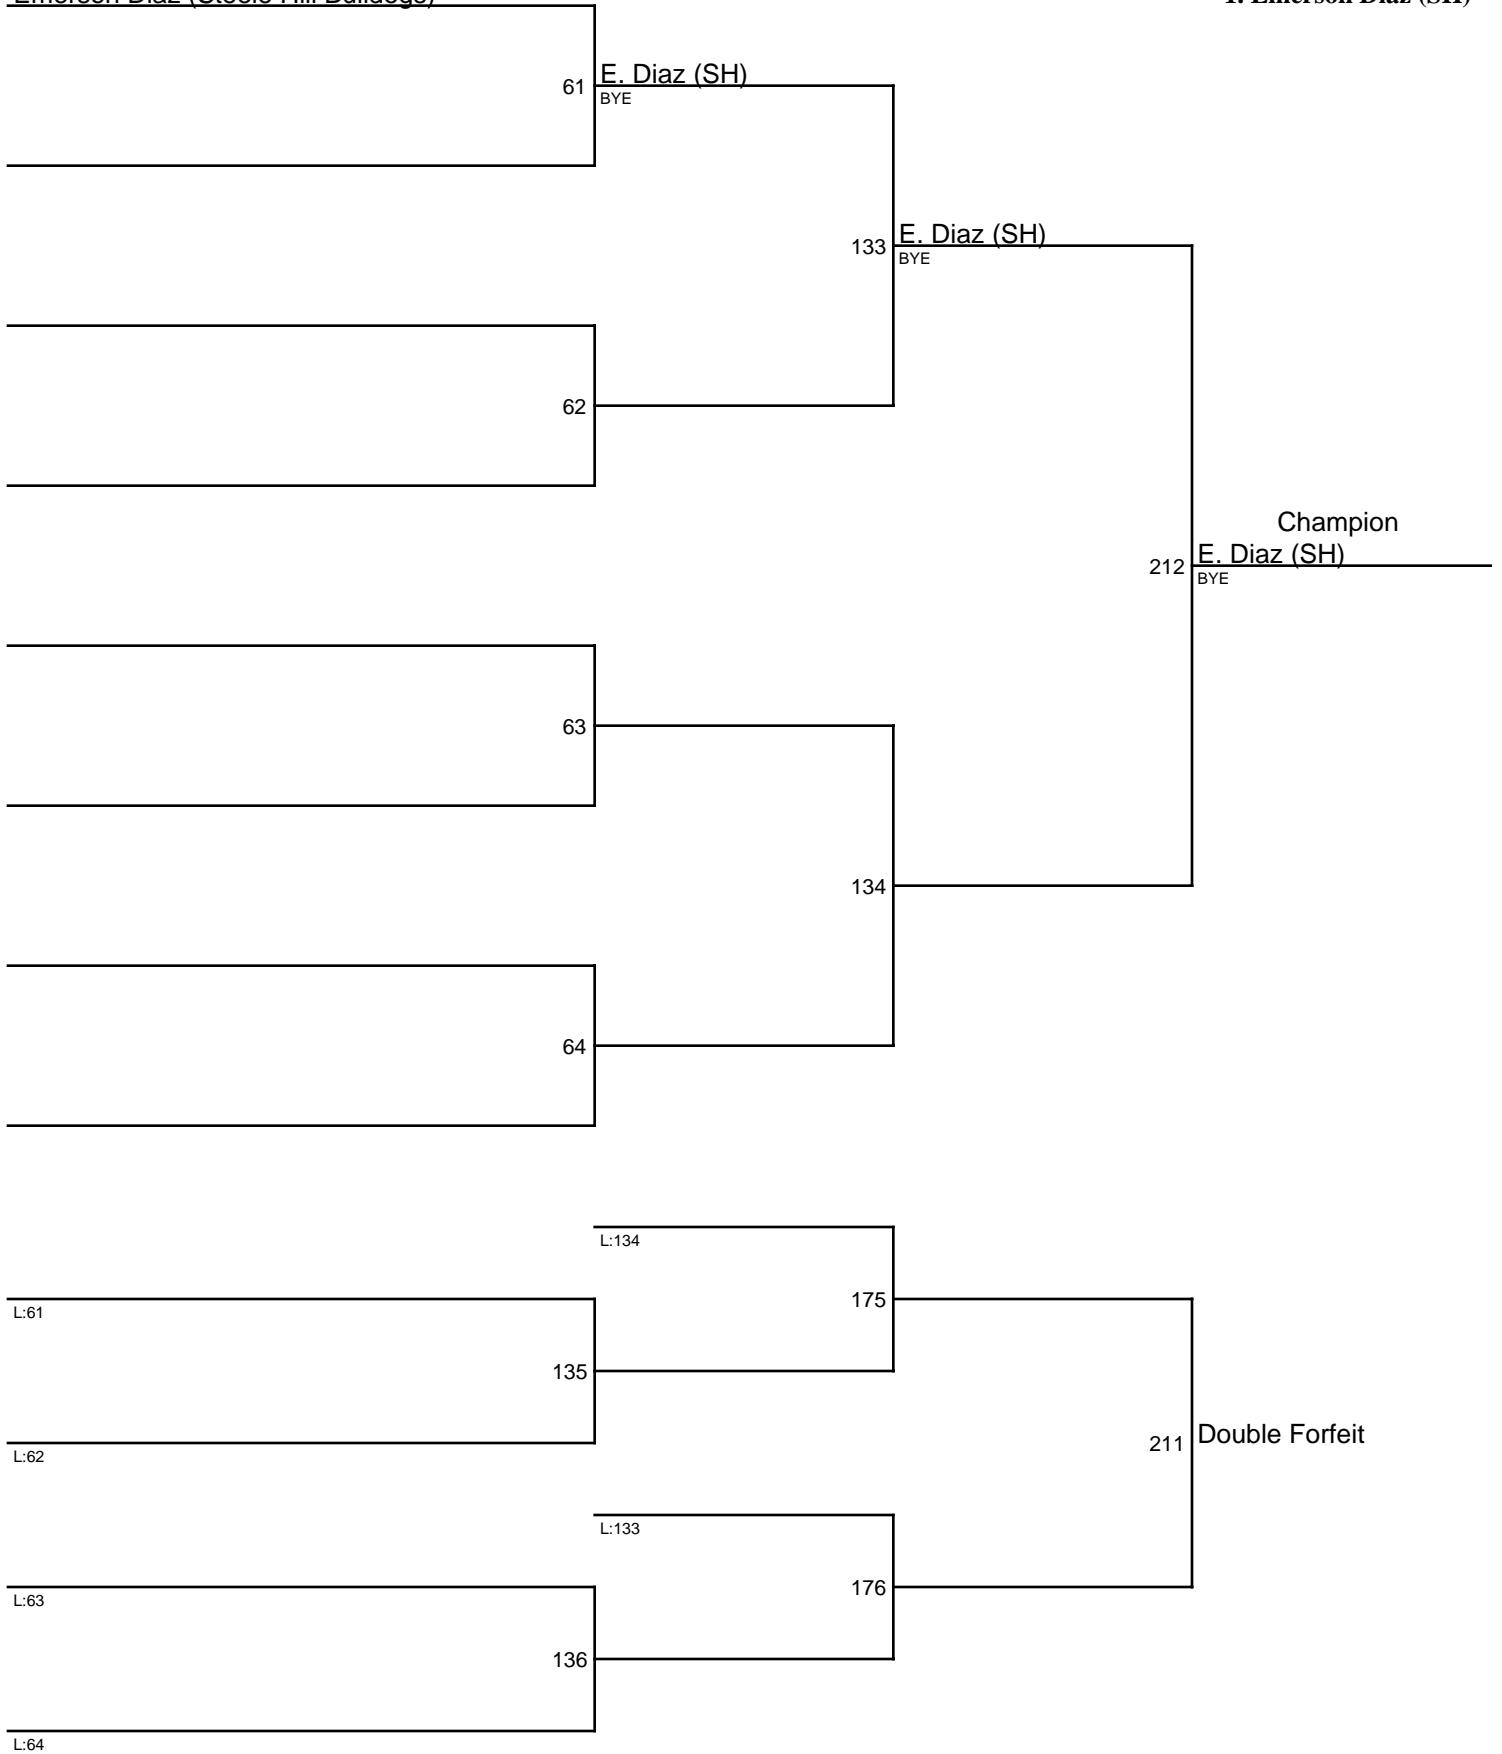 Emerson Diaz (Steele Hill Bulldogs)
1. Emerson Diaz (SH)
61
E. Diaz (SH)
BYE
133
E. Diaz (SH)
BYE
62
Champion
212
E. Diaz (SH)
BYE
63
134
64
L:134
175
L:61
135
L:62
211
Double Forfeit
L:133
176
L:63
136
L:64